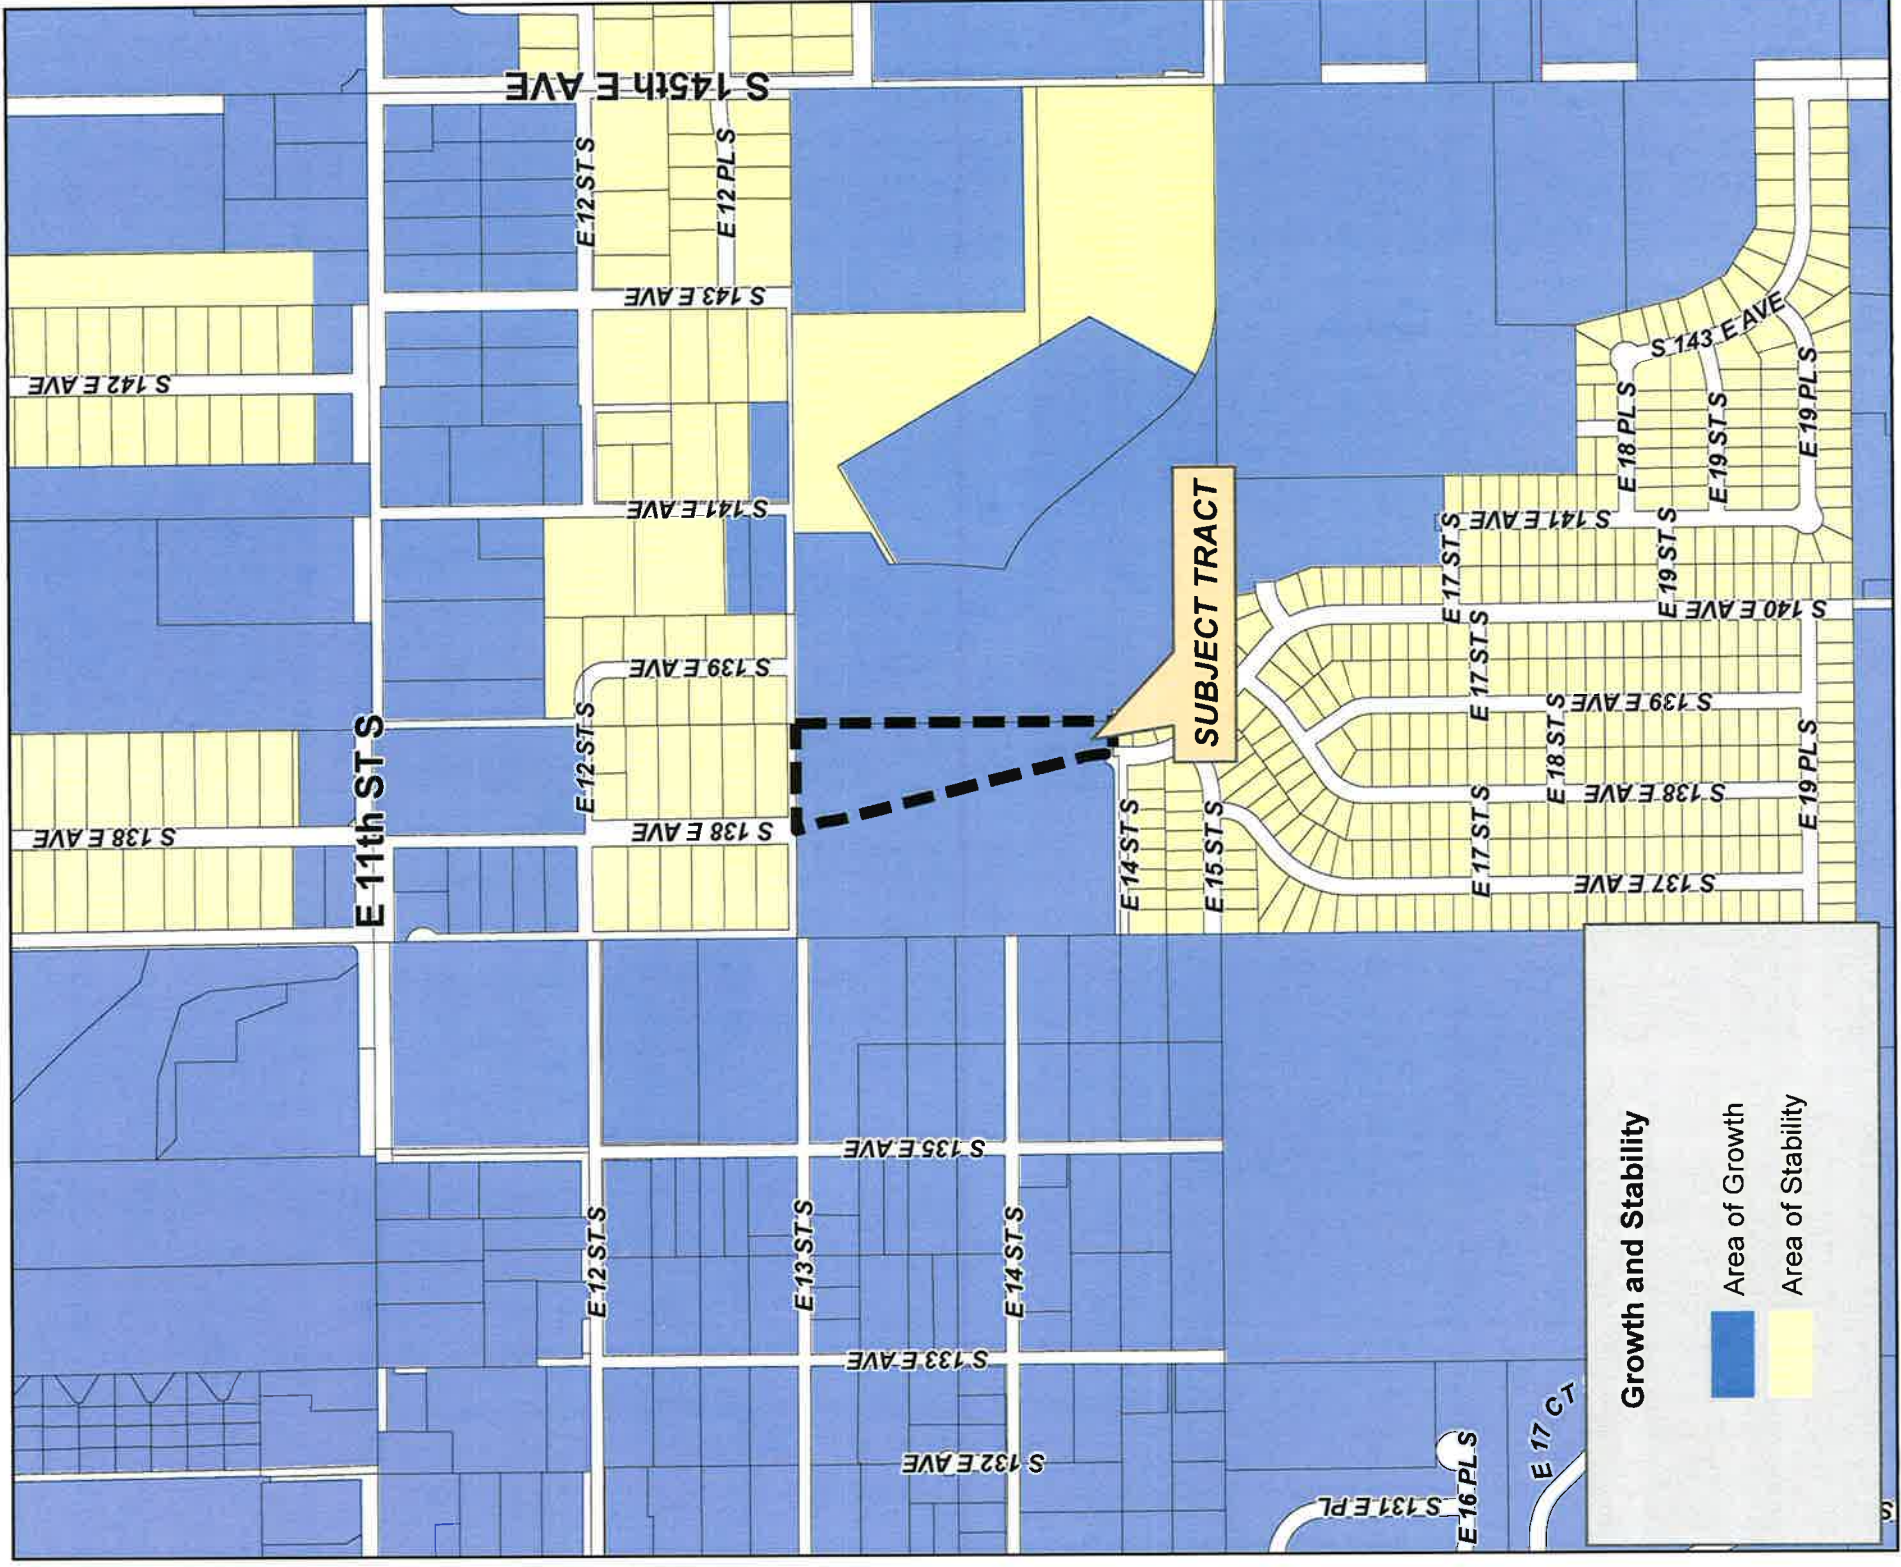 S 145th E AVE
E 12 ST S
E 12 PL S
S 143 E AVE
S 142 E AVE
S 143 E AVE
E 18 PL S
E 19 ST S
E 19 PL S
S 141 E AVE
S 141 E AVE
E 17 ST S
E 19 ST S
SUBJECT TRACT
S 140 E AVE
E 17 ST S
S 139 E AVE
S 139 E AVE
E 18 ST S
E 12 ST S
E 11th ST S
S 138 E AVE
S 138 E AVE
S 138 E AVE
E 19 PL S
E 14 ST S
E 15 ST S
E 17 ST S
S 137 E AVE
S 135 E AVE
E 12 ST S
E 13 ST S
E 14 ST S
S 133 E AVE
S 132 E AVE
S 131 E PL
E 16 PL S
E 17 CT
Growth and Stability
Area of Growth
Area of Stability